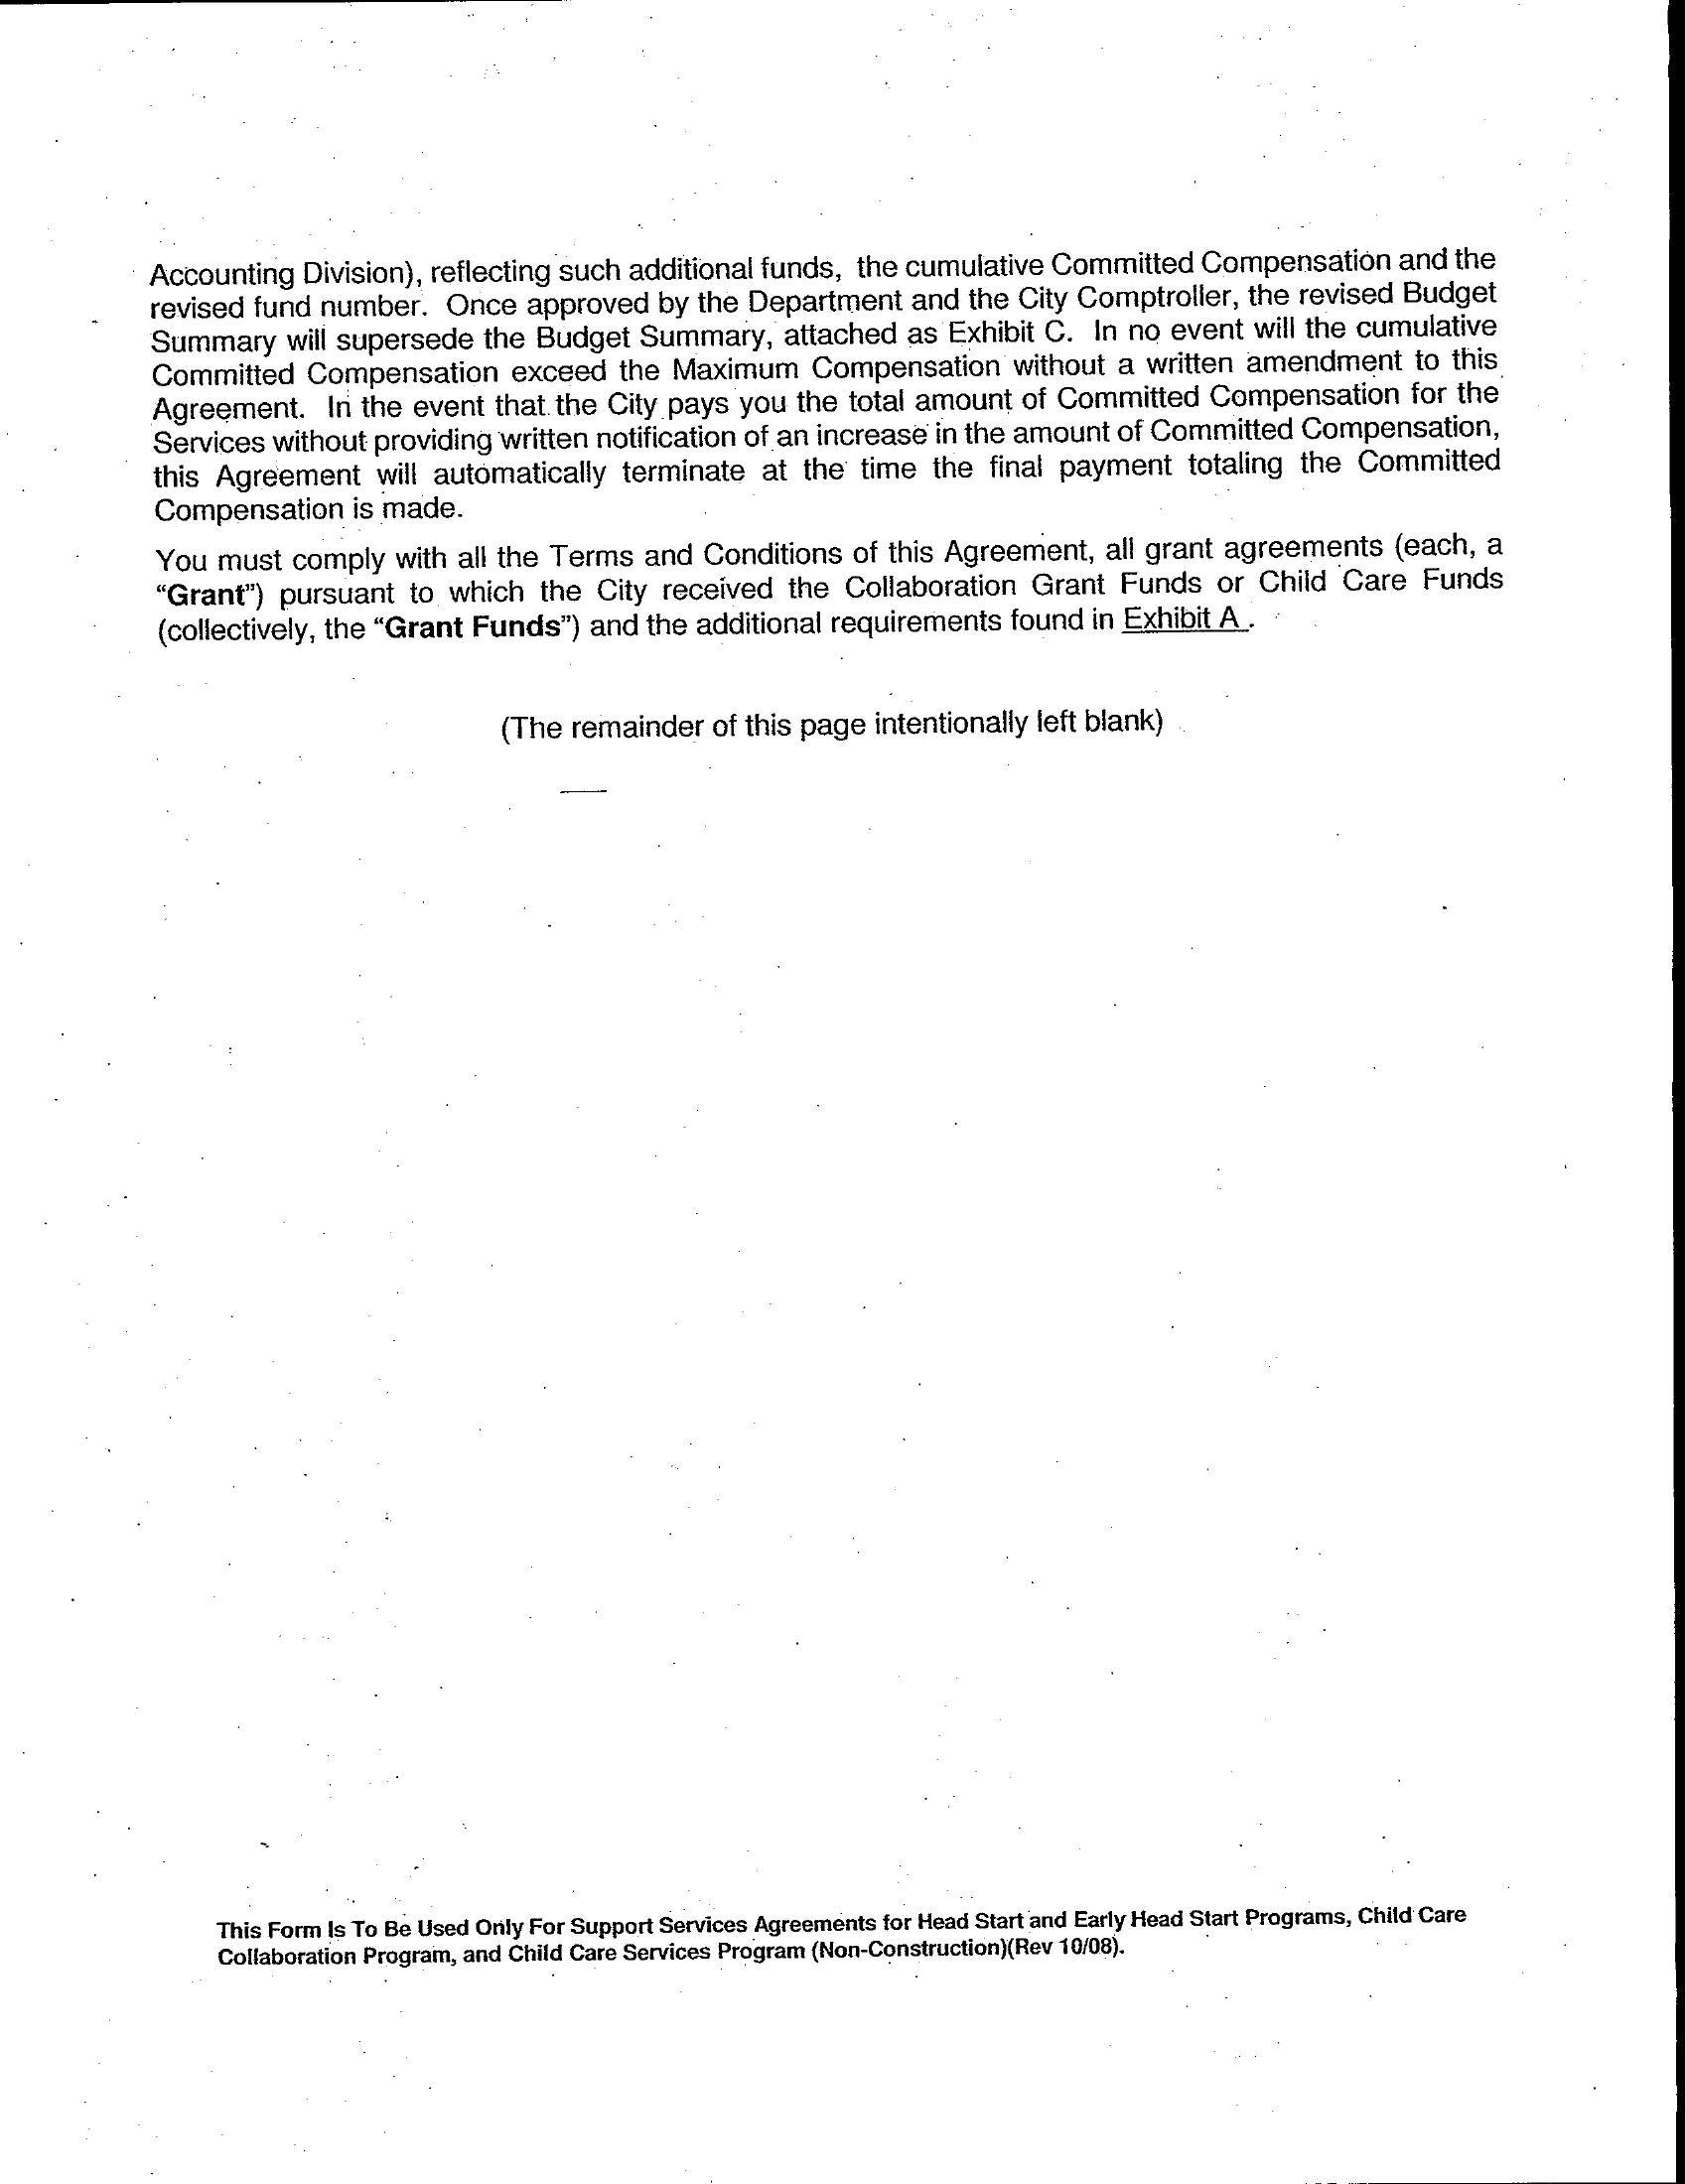 Accounting Division), reflecting such additional funds, the cumulative Committed Compensation and the
revised fund number. Once approved by the Department and the City Comptroller, the revised Budget
Summary will supersede the Budget Summary, attached as Exhibit C. In no event will the cumulative
Committed Compensation exceed the Maximum Compensation without a written amendment to this
Agreement. In the event that the City pays you the total amount of Committed Compensation for the
Services without providing written notification of an increase in the amount of Committed Compensation,
this Agreement will automatically terminate at the time the final payment totaling the Committed
Compensation is made.
You must comply with all the Terms and Conditions of this Agreement, all grant agreements (each, a
“Grant”) pursuant to which the City received the Collaboration Grant Funds or Child Care Funds
(collectively, the “Grant Funds”) and the additional requirements found in Exhibit A .
(The remainder of this page intentionally left blank)
This Form Is To Be Used Only For Support Services Agreements for Head Start and Early Head Start Programs, Child Care
Collaboration Program, and Child Care Services Program (Non-Construction)(Rev 10/08).